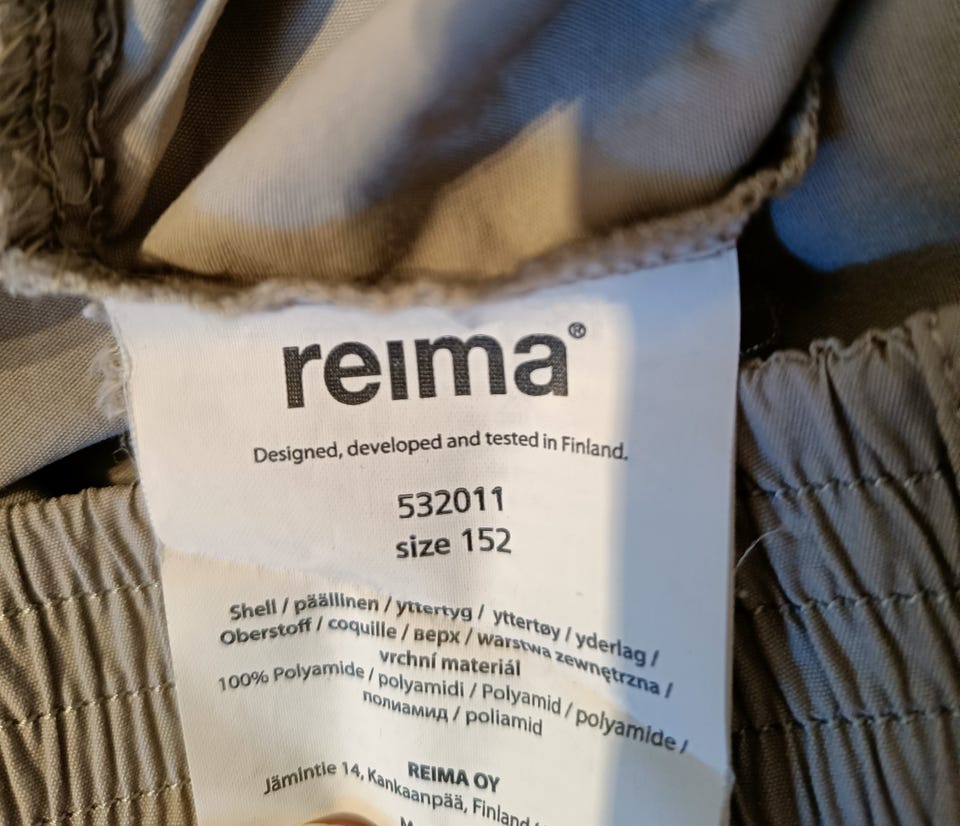 reima®
Designed, developed and tested in Finland.
532011
size 152
Shell / päällinen / yttertyg / yttertøy / yderlag /
Oberstoff / coquille / верх / warstwa zewnętrzna /
vrchní materiál
100% Polyamide / polyamidi / Polyamid / polyamide /
полиамид / poliamid
REIMA OY
Jämintie 14, Kankaanpää, Finland